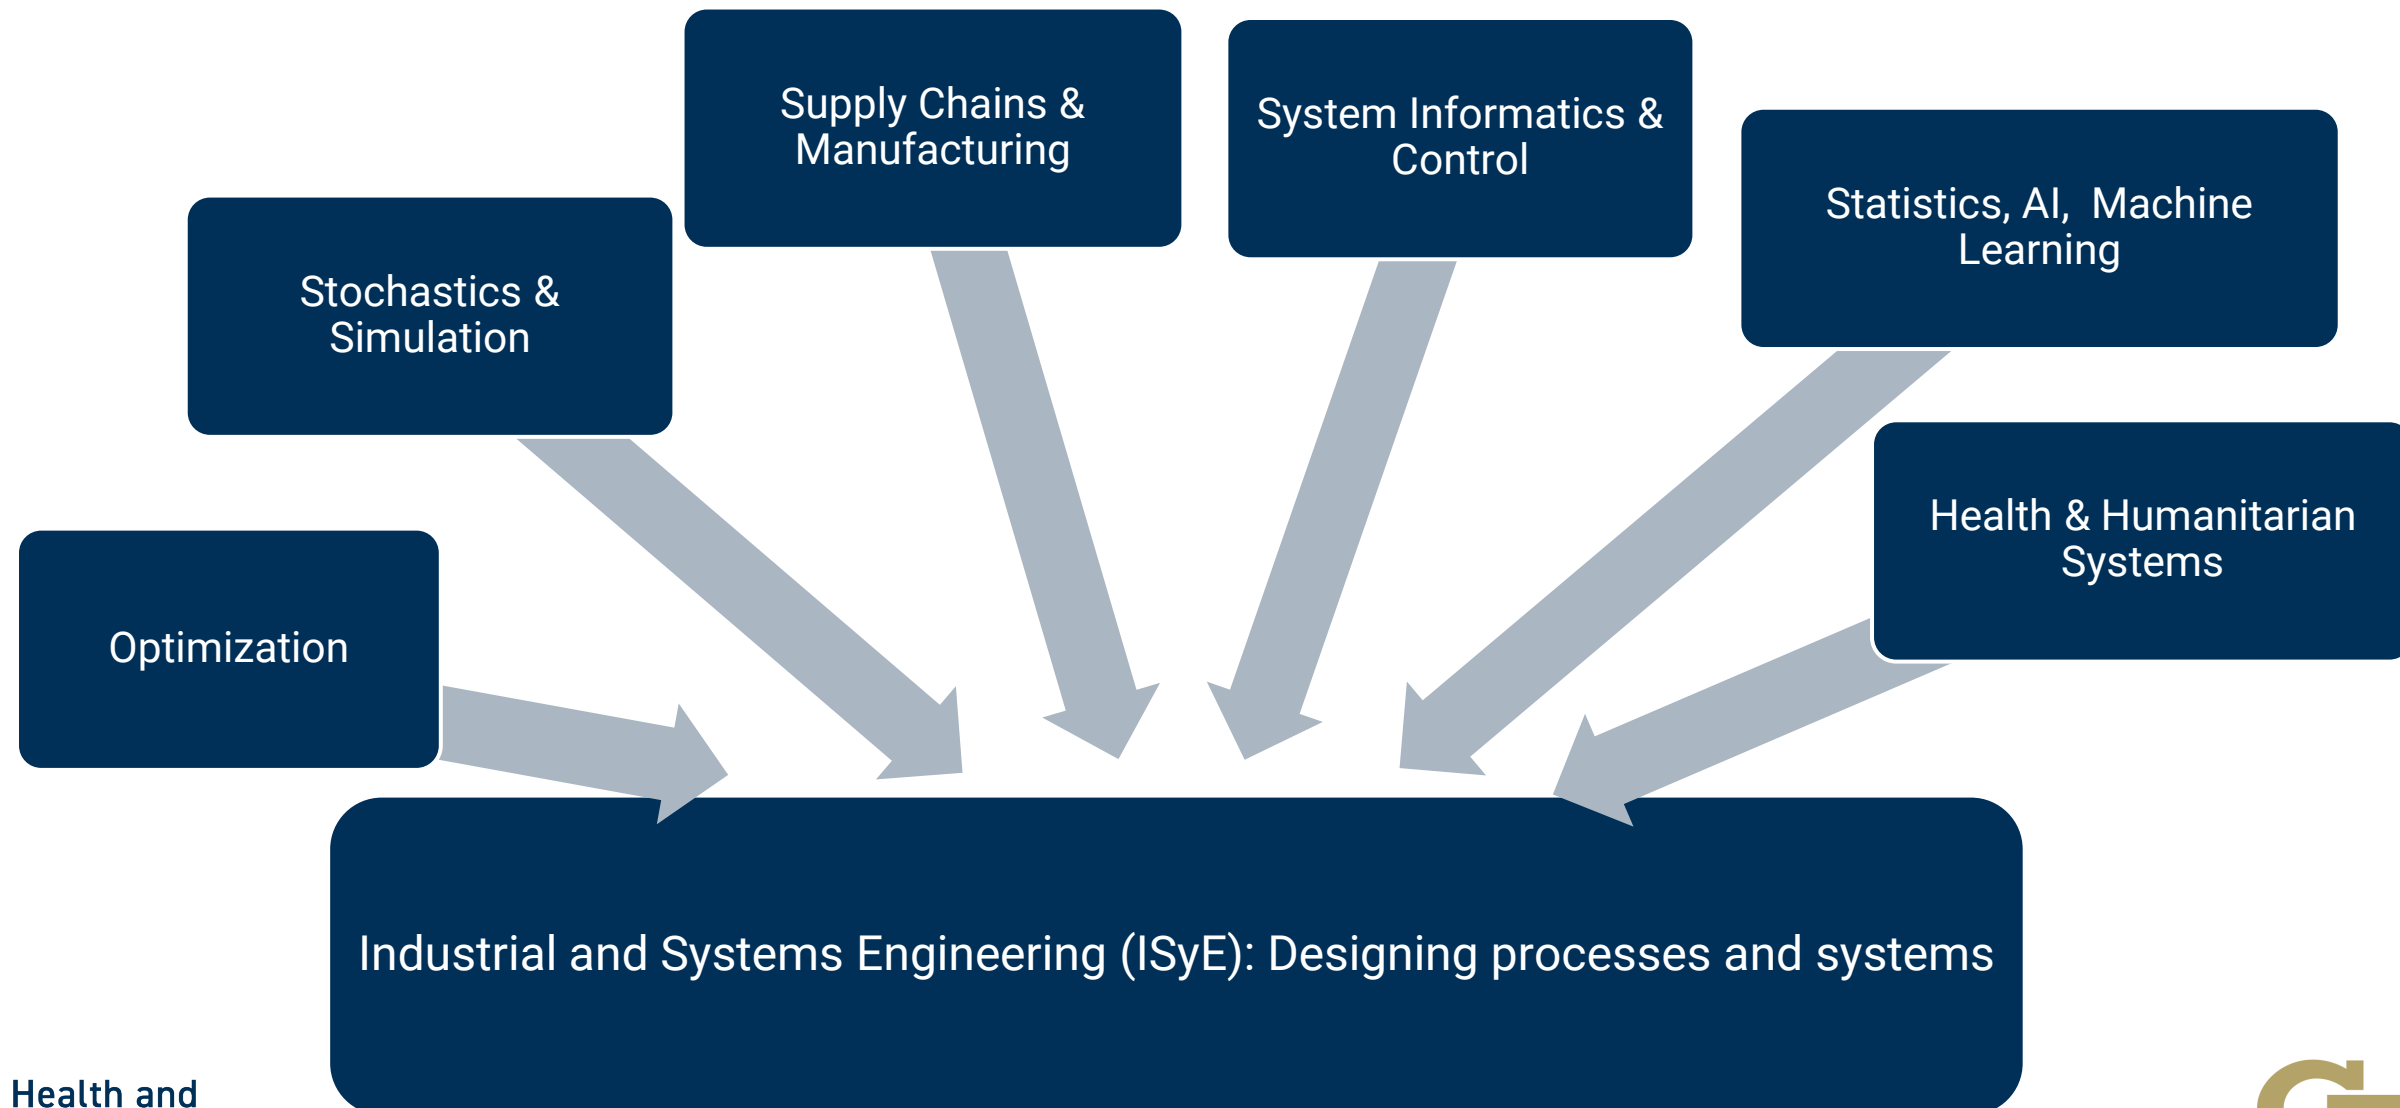 Supply Chains &
Manufacturing
System Informatics &
Control
Statistics, AI,  Machine
Learning
Stochastics &
Simulation
Health & Humanitarian
Systems
Optimization
Industrial and Systems Engineering (ISyE): Designing processes and systems
Health and